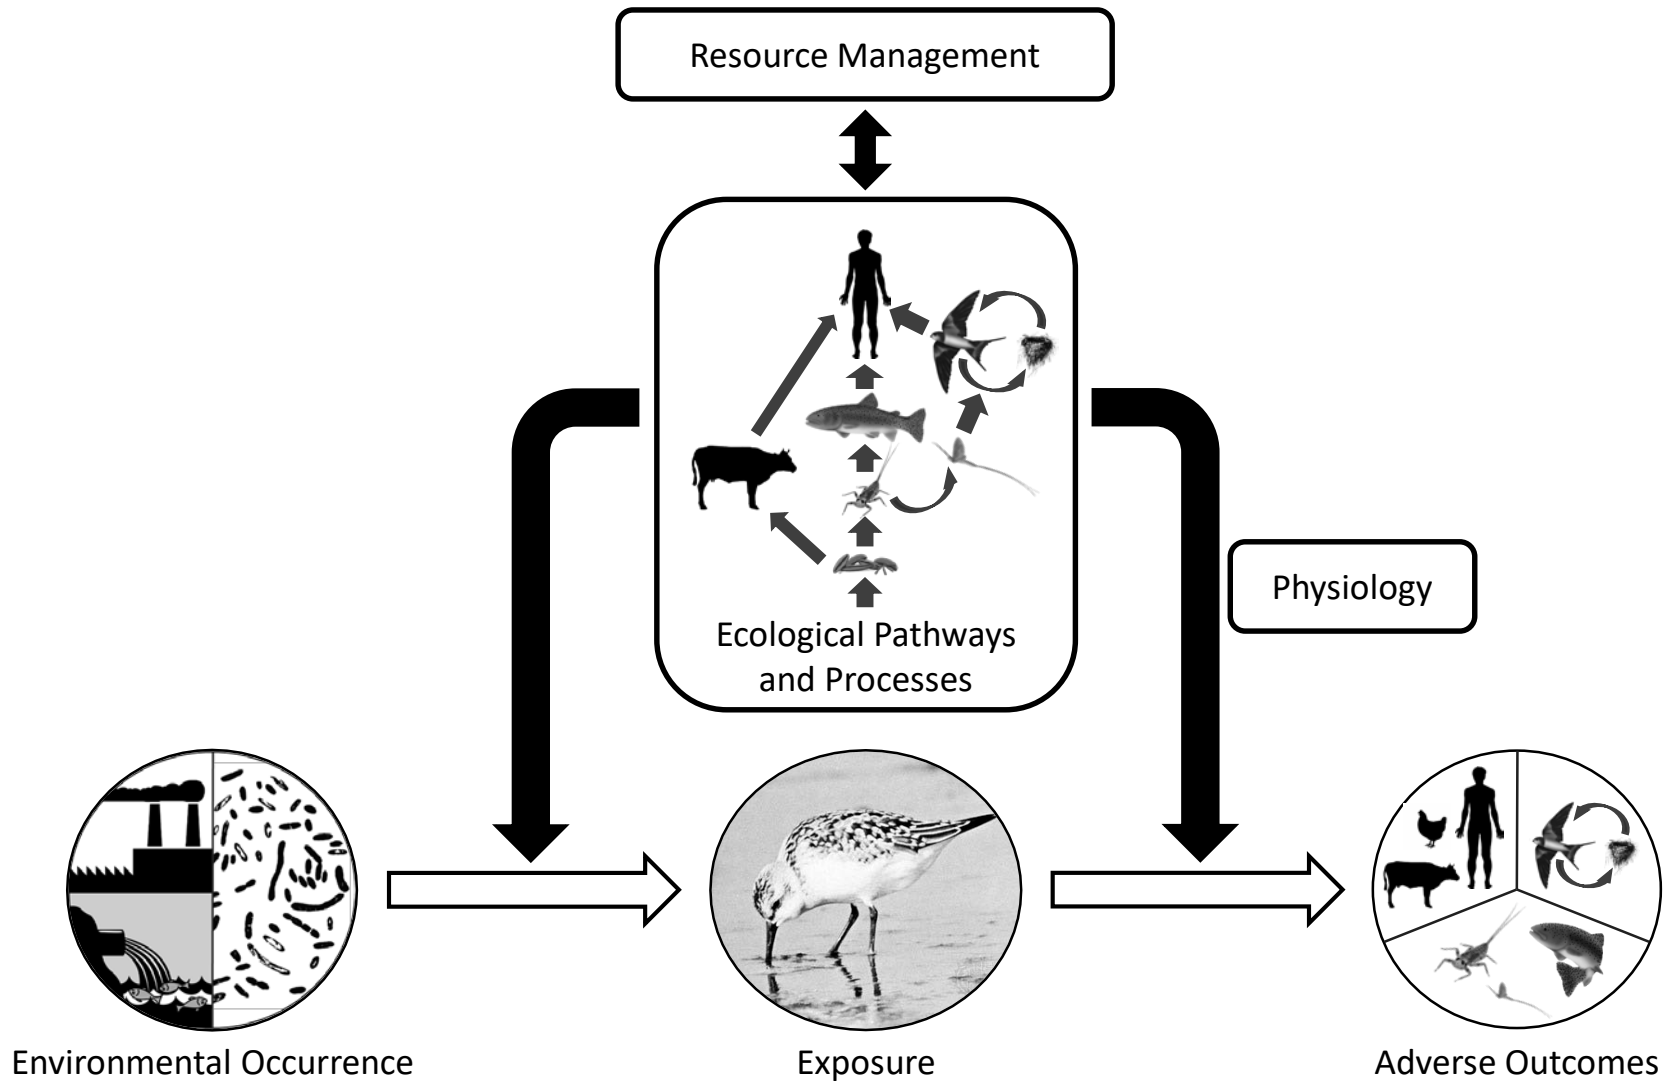 Resource Management
Ecological Pathways
and Processes
Physiology
Environmental Occurrence
Exposure
Adverse Outcomes